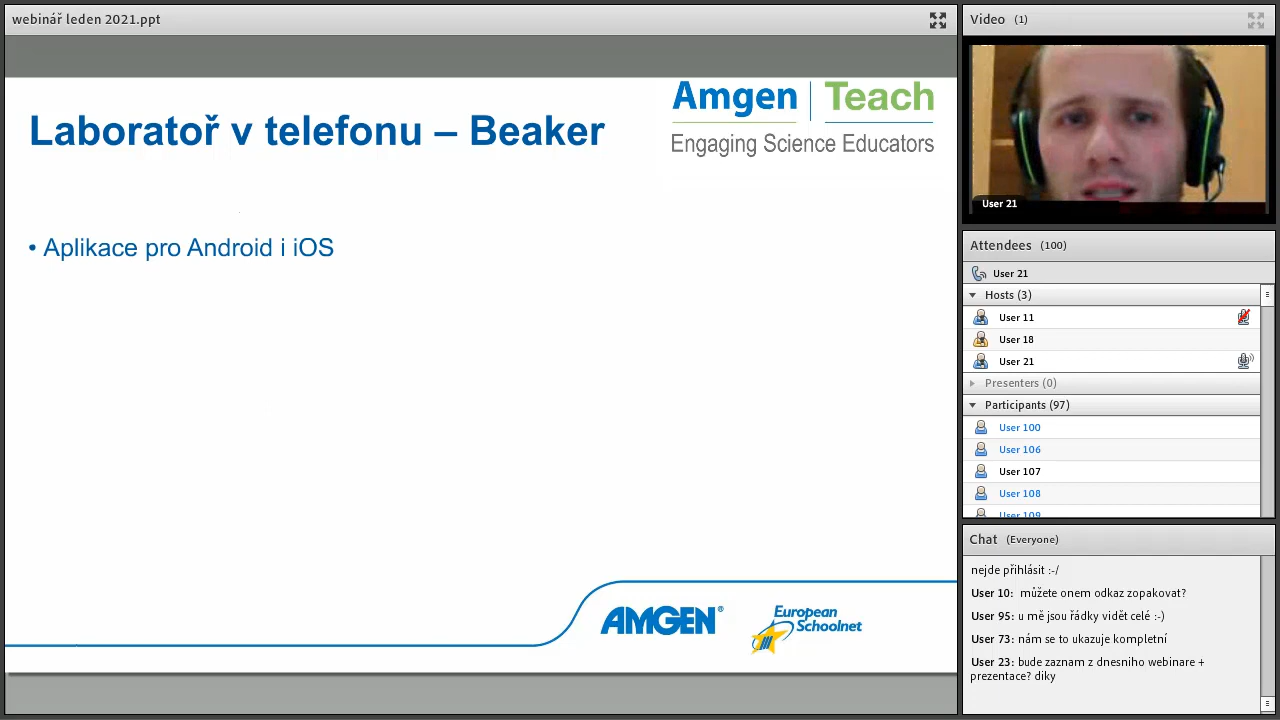 webinář leden 2021.ppt
Amgen Teach
Engaging Science Educators
Laboratoř v telefonu – Beaker
• Aplikace pro Android i iOS
AMGEN®
European
Schoolnet
Video (1)
User 21
Attendees (100)
User 21
Hosts (3)
User 11
User 18
User 21
Presenters (0)
Participants (97)
User 100
User 106
User 107
User 108
User 109
Chat (Everyone)
nejde přihlásit :-/
User 10: můžete onem odkaz zopakovat?
User 95: u mě jsou řádky vidět celé :-)
User 73: nám se to ukazuje kompletní
User 23: bude zaznam z dnesniho webinare +
prezentace? diky